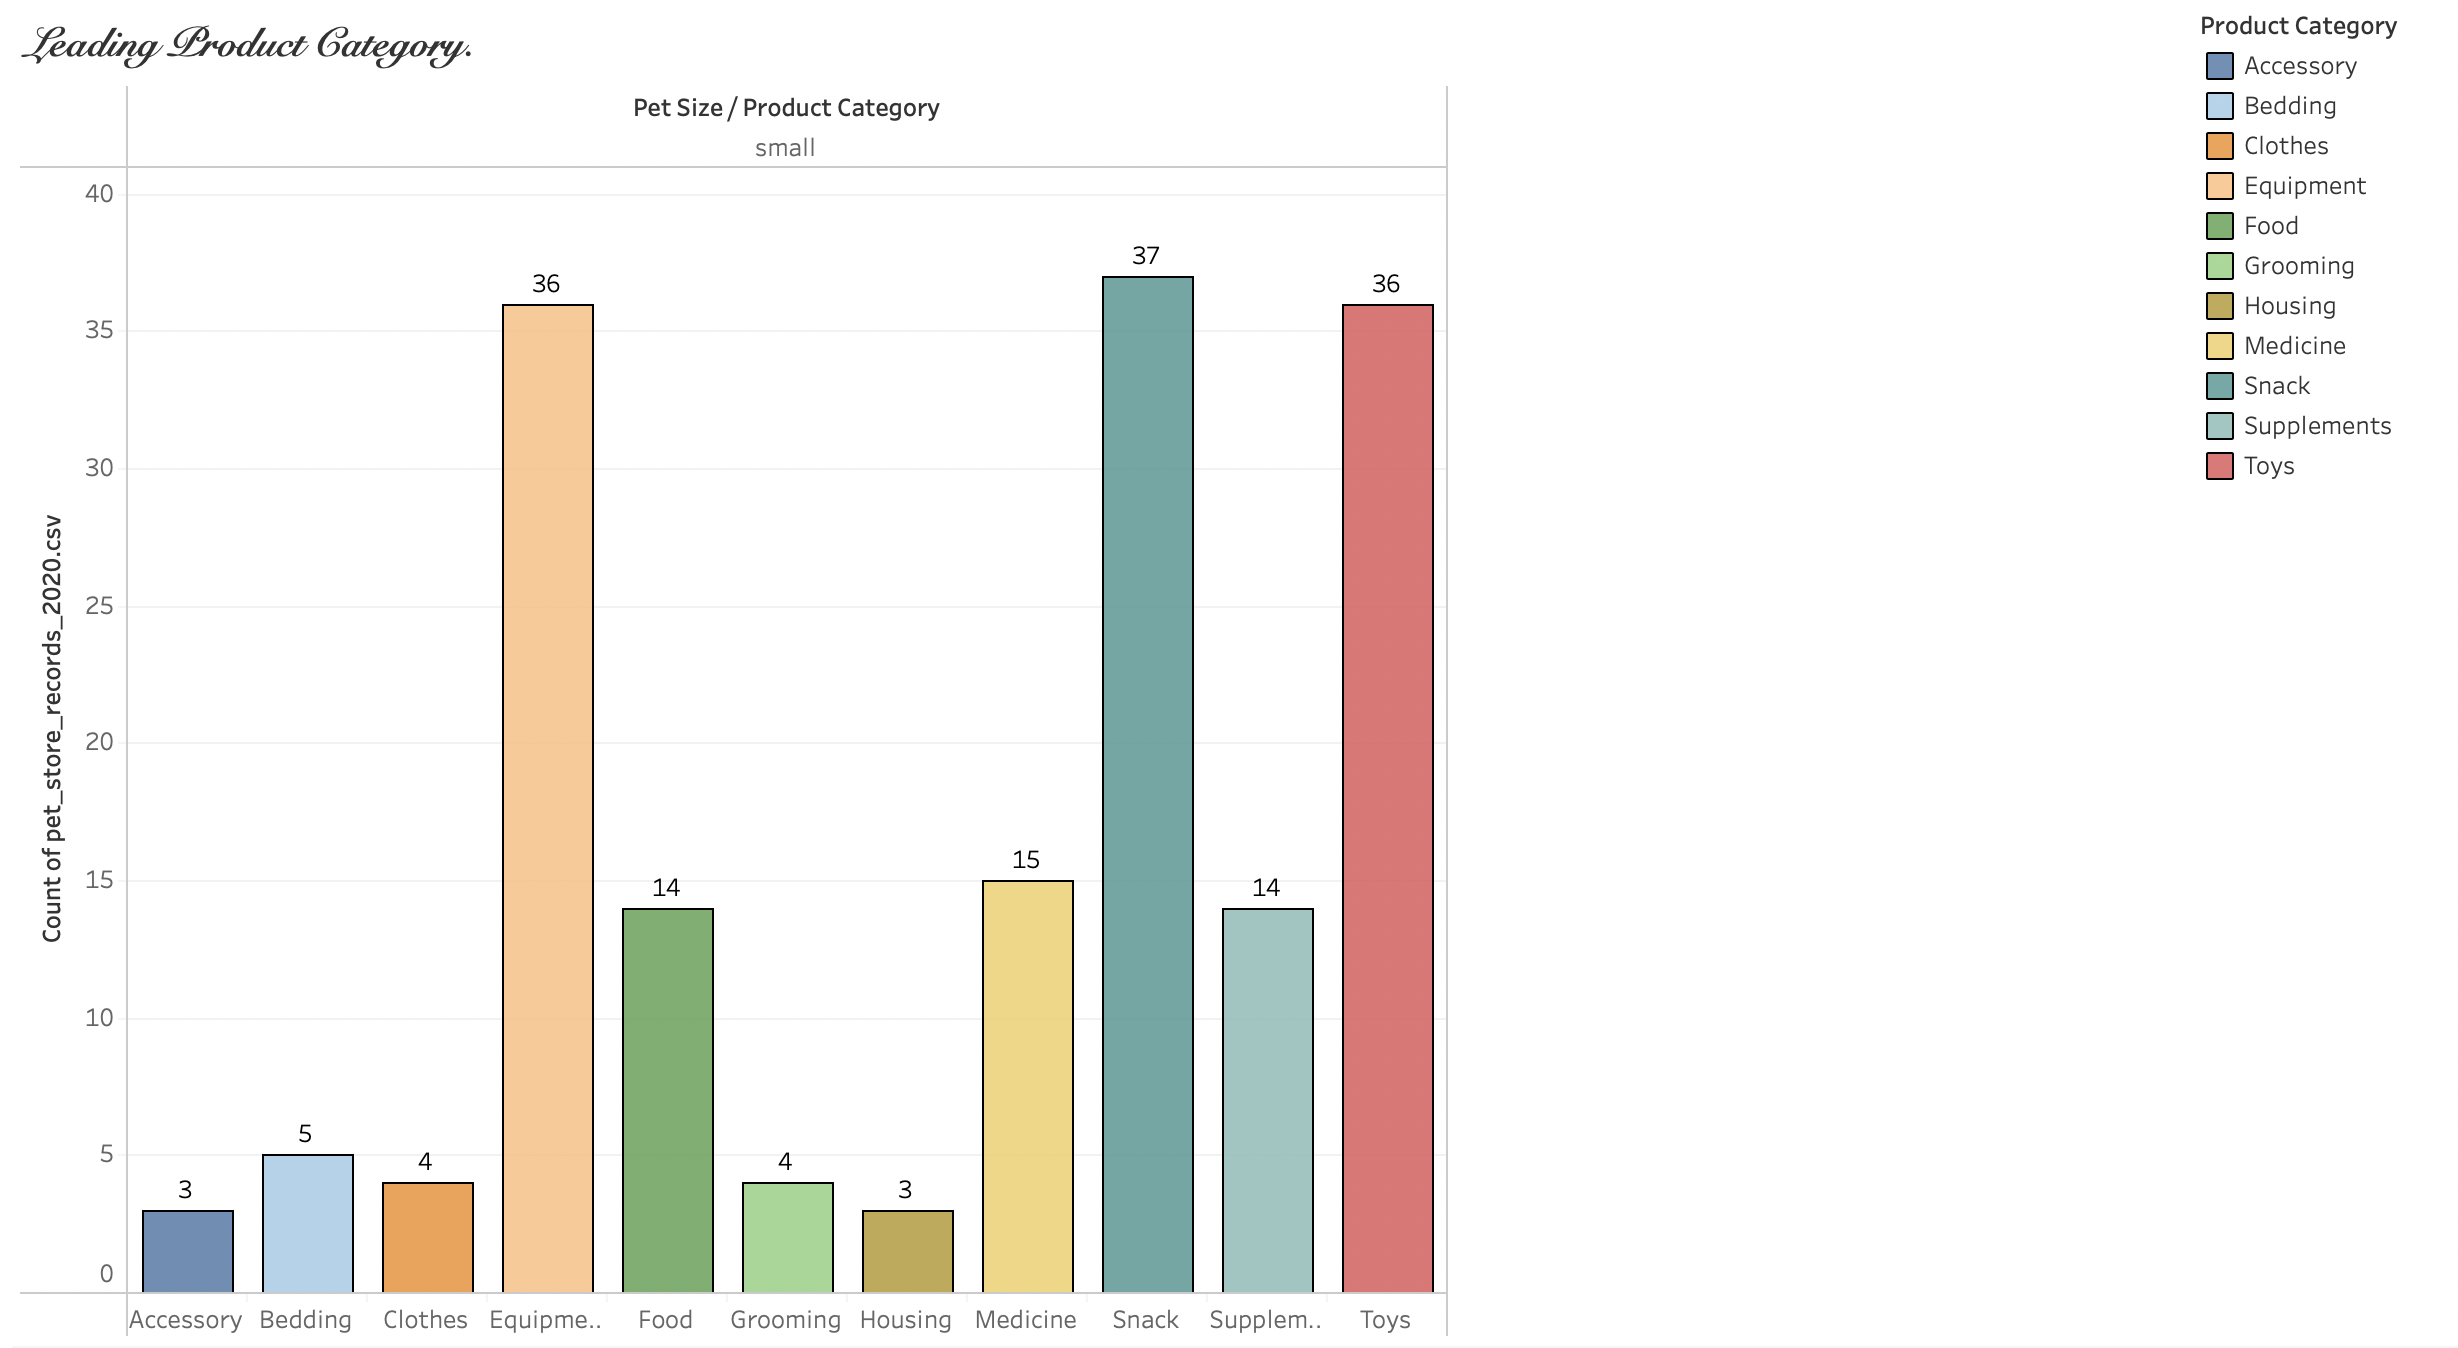 Leading Product Category.
Pet Size / Product Category
small
Count of pet_store_records_2020.csv
40
35
30
25
20
15
10
5
0
3
5
4
36
14
4
3
15
37
14
36
Accessory
Bedding
Clothes
Equipme..
Food
Grooming
Housing
Medicine
Snack
Supplem..
Toys
Product Category
Accessory
Bedding
Clothes
Equipment
Food
Grooming
Housing
Medicine
Snack
Supplements
Toys